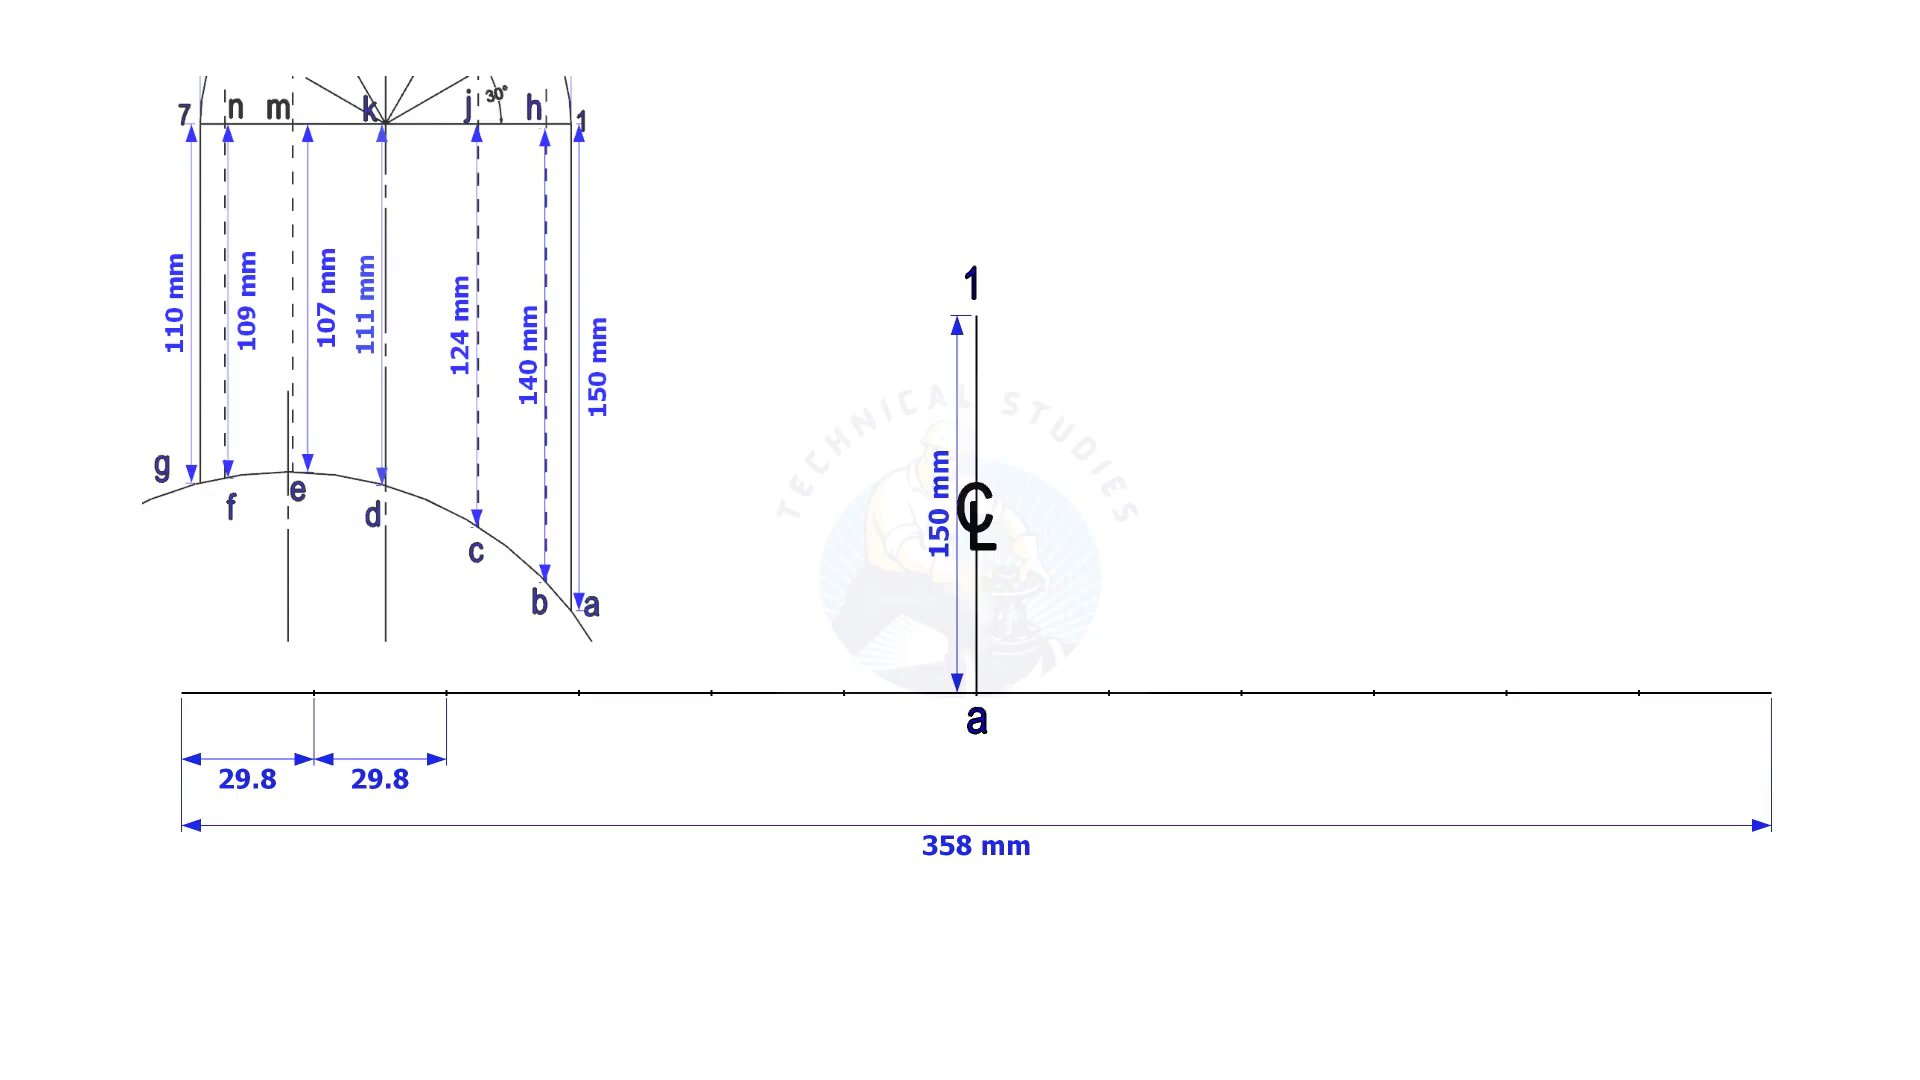 7 n m k j 30° h 1
110 mm
109 mm
107 mm
111 mm
124 mm
140 mm
150 mm
g
f
e
d
c
b
a
1
150 mm
℄
TECHNICAL STUDIES
a
29.8 29.8
358 mm